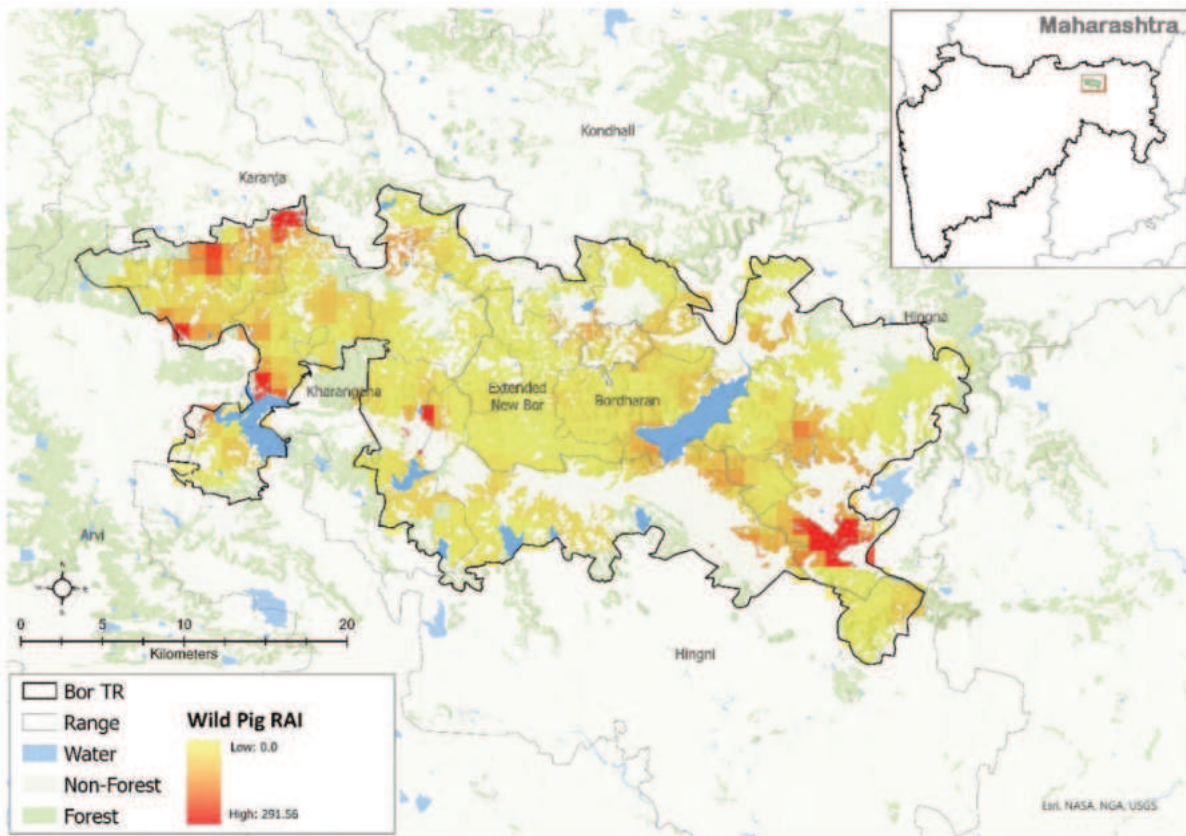 Maharashtra
Kondhali
Karanja
Hingna
Kharangana
Extended
New Bor
Bordharan
Arvi
0 5 10 20
Kilometers
Hingni
Bor TR
Range
Water
Non-Forest
Forest
Wild Pig RAI
Low: 0.0
High: 291.56
Esri, NASA, NGA, USGS